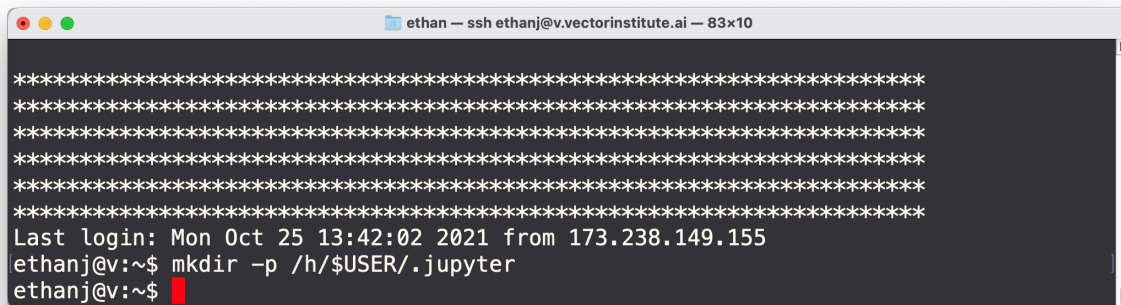 ethan — ssh ethanj@v.vectorinstitute.ai — 83×10
*********************************************************************
*********************************************************************
*********************************************************************
*********************************************************************
*********************************************************************
*********************************************************************
Last login: Mon Oct 25 13:42:02 2021 from 173.238.149.155
[ethanj@v:~$ mkdir -p /h/$USER/.jupyter ]
ethanj@v:~$